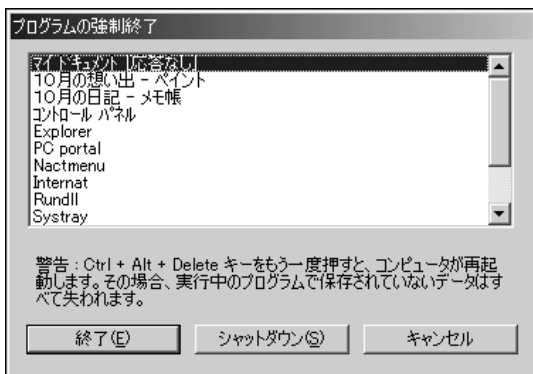 プログラムの強制終了
マイ ドキュメント [応答なし]
10月の想い出 - ペイント
10月の日記 - メモ帳
コントロール パネル
Explorer
PC portal
Nactmenu
Internat
Rundll
Systray
警告 : Ctrl + Alt + Delete キーをもう一度押すと、コンピュータが再起
動します。その場合、実行中のプログラムで保存されていないデータはす
べて失われます。
終了(E)
シャットダウン(S)
キャンセル